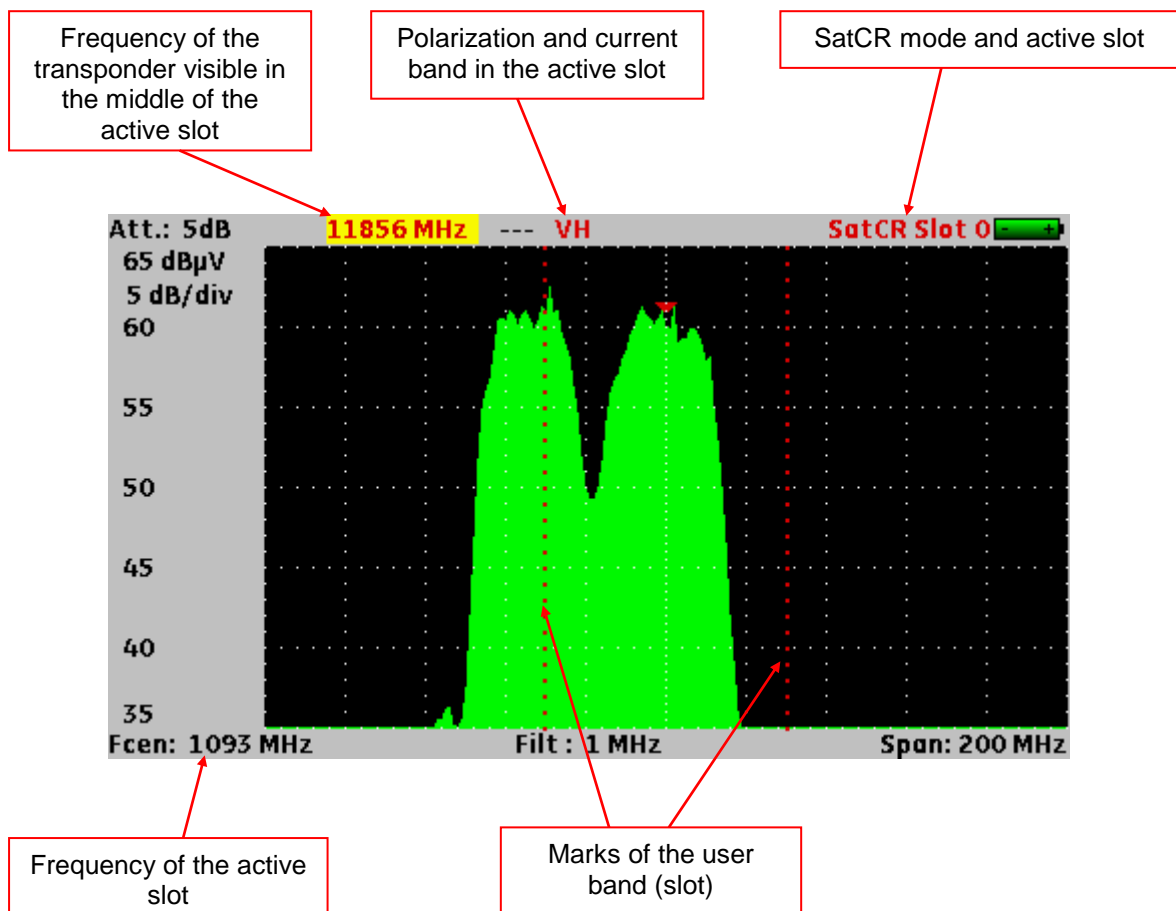 Frequency of the
transponder visible in
the middle of the
active slot
Polarization and current
band in the active slot
SatCR mode and active slot
Att.: 5dB
11856 MHz --- VH
SatCR Slot 0 - +
65 dBµV
5 dB/div
60
55
50
45
40
35
Fcen: 1093 MHz
Filt : 1 MHz
Span: 200 MHz
Frequency of the active
slot
Marks of the user
band (slot)